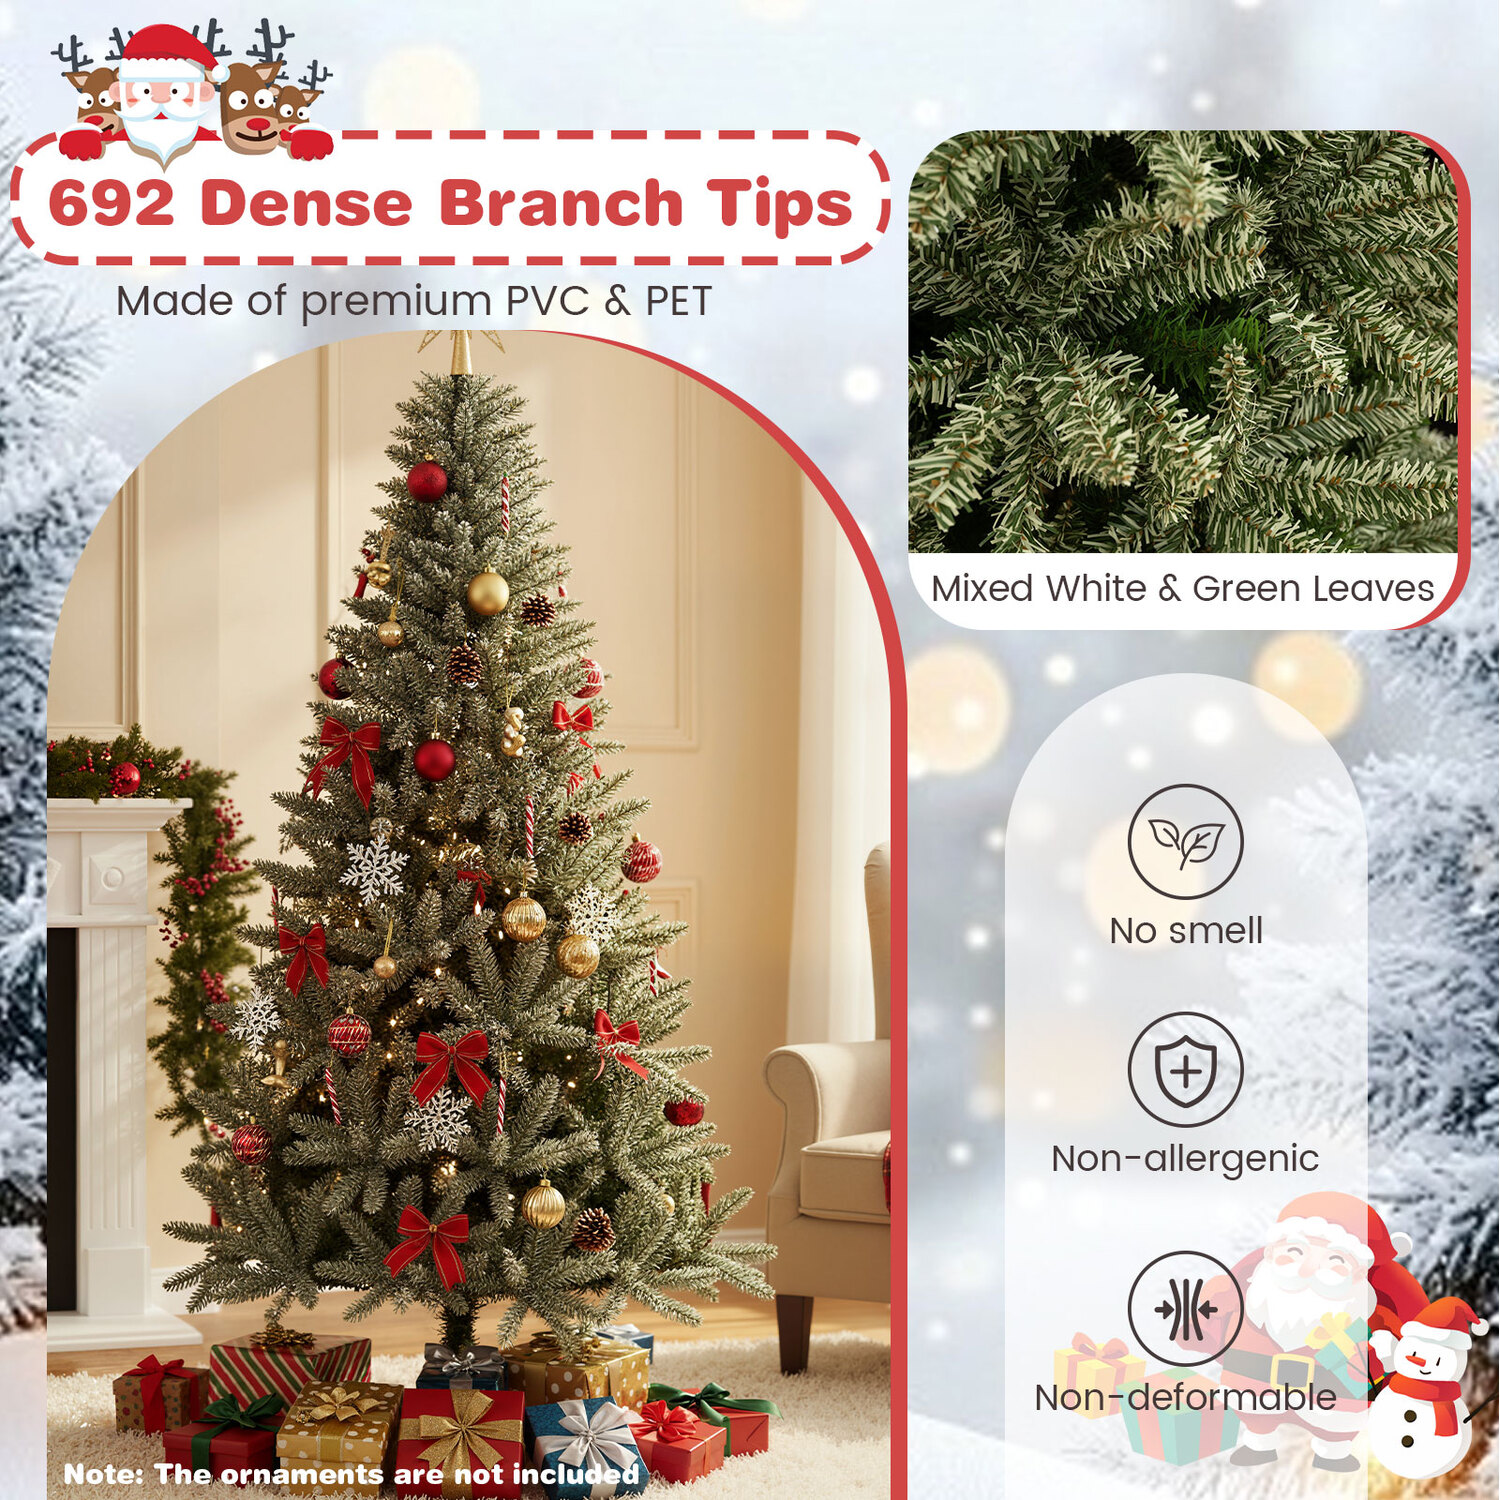 692 Dense Branch Tips
Made of premium PVC & PET
Mixed White & Green Leaves
No smell
Non-allergenic
Non-deformable
Note: The ornaments are not included